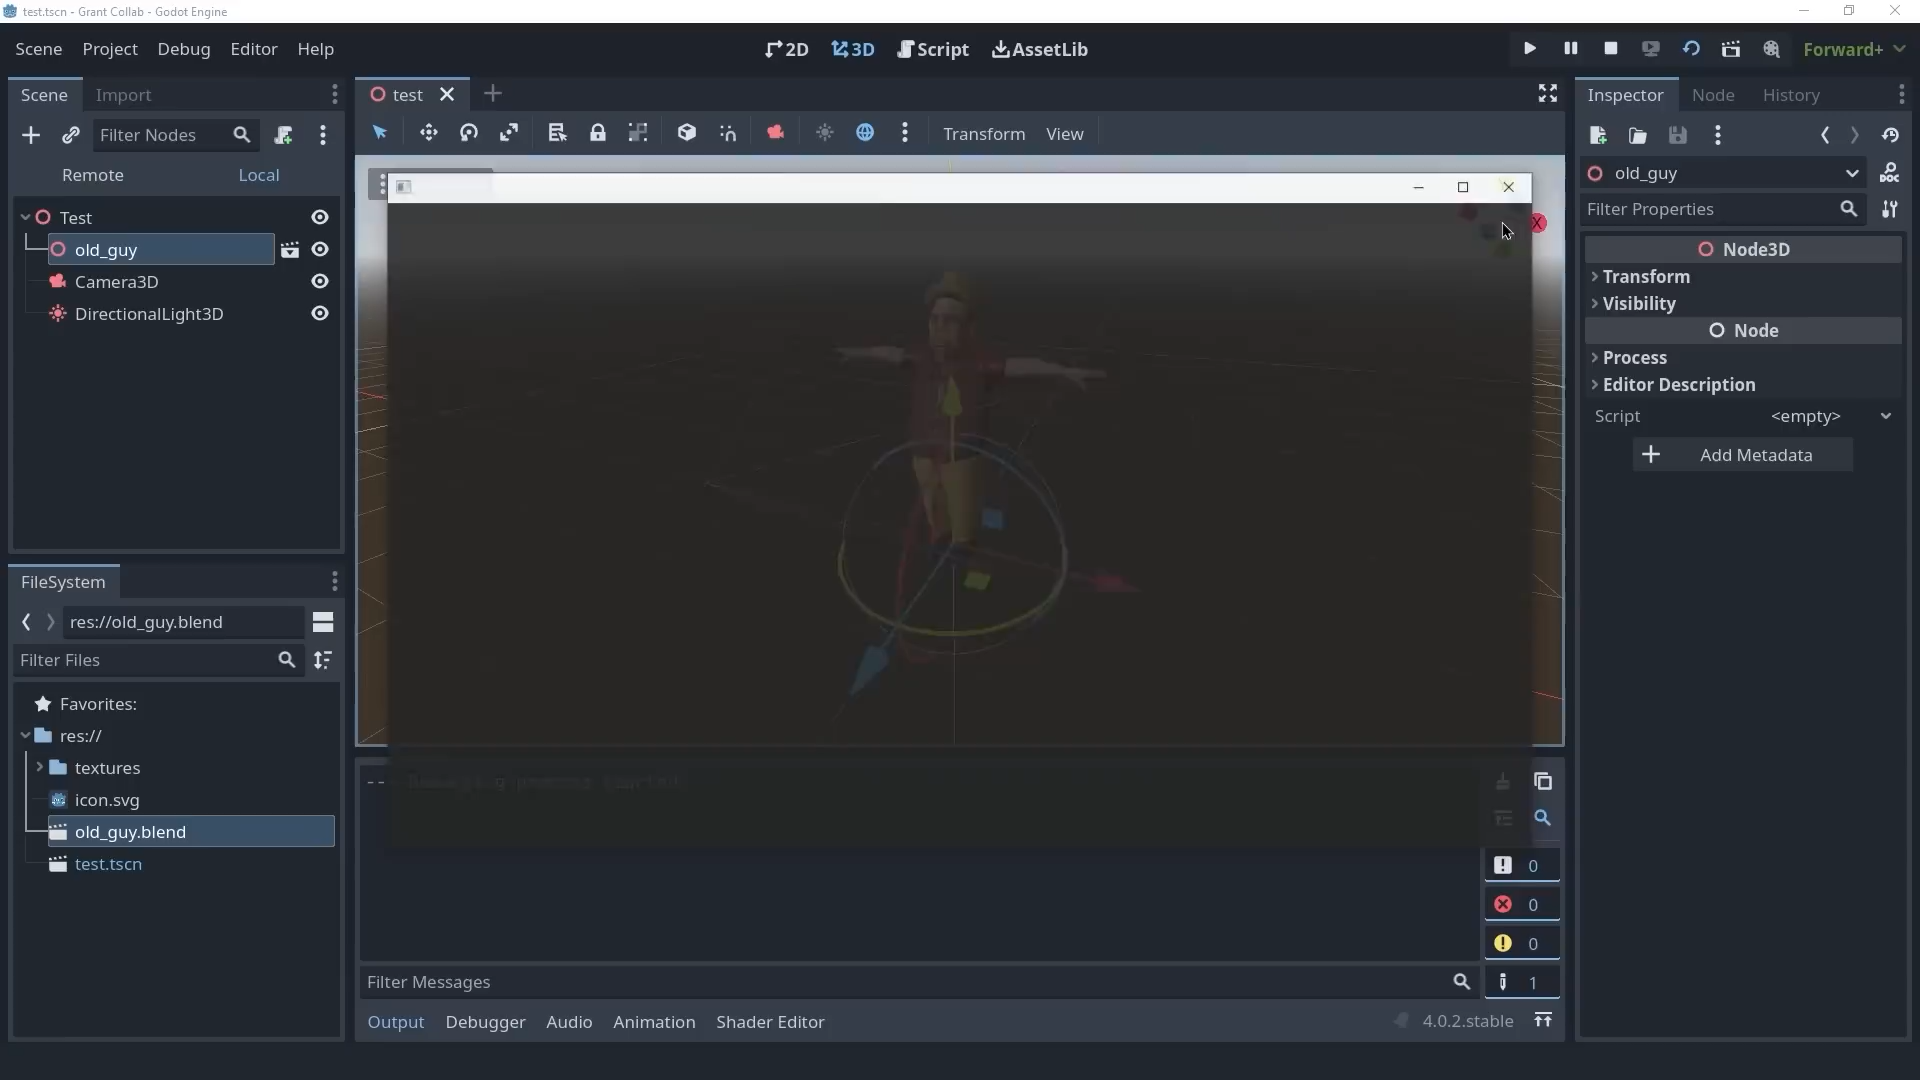 test.tscn - Grant Collab - Godot Engine
Scene Project Debug Editor Help
2D 3D Script AssetLib
Forward+
Scene Import
test
Inspector Node History
Filter Nodes
Transform View
Remote Local
old_guy
Filter Properties
Test
old_guy
Camera3D
DirectionalLight3D
X
Node3D
Transform
Visibility
Node
Process
Editor Description
Script <empty>
Add Metadata
FileSystem
res://old_guy.blend
Filter Files
Favorites:
res://
textures
icon.svg
old_guy.blend
test.tscn
--
0
0
0
1
Filter Messages
Output Debugger Audio Animation Shader Editor
4.0.2.stable